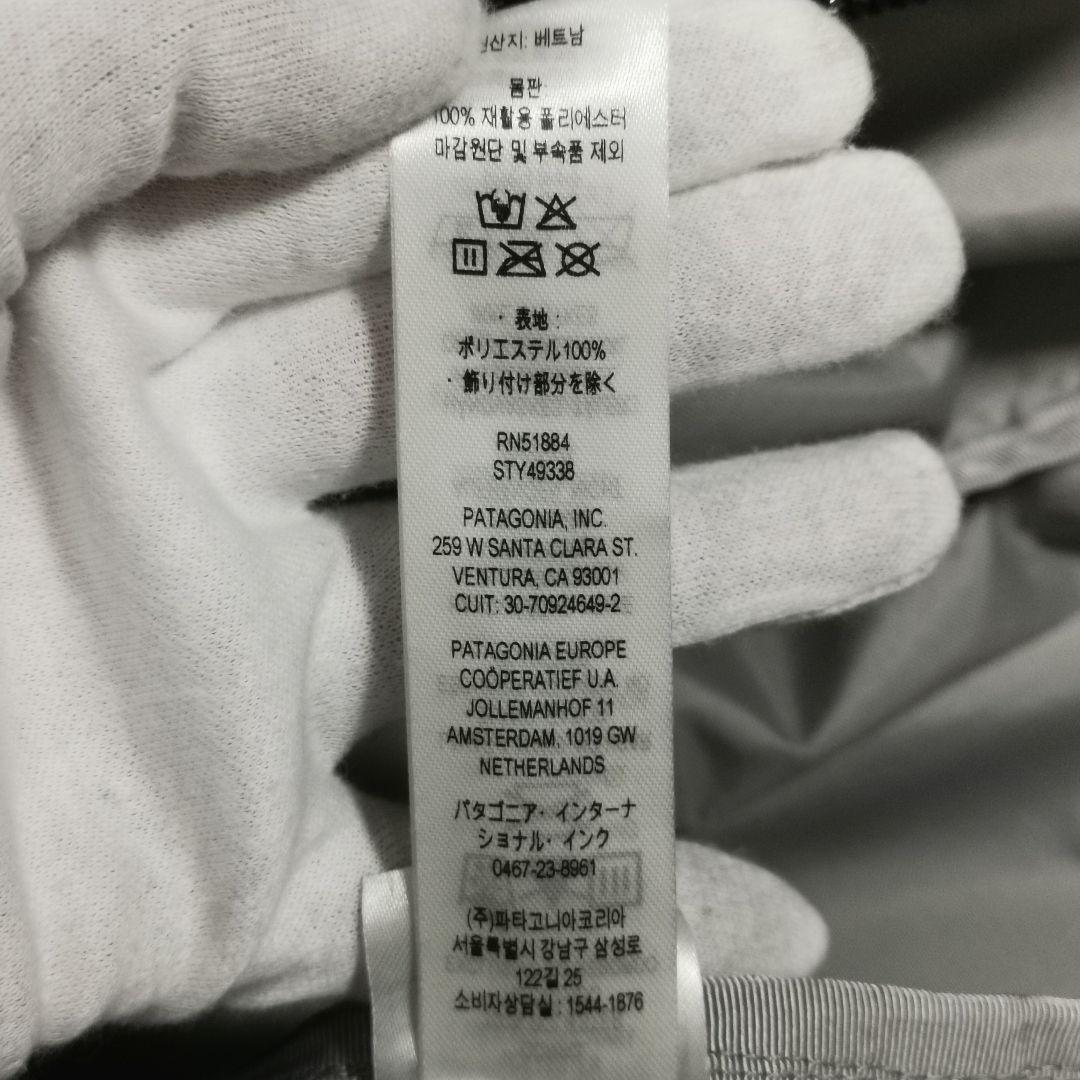 산지: 베트남
몸판:
100% 재활용 폴리에스터
마감원단 및 부속품 제외
・ 表地 :
ポリエステル100%
・ 飾り付け部分を除く
RN51884
STY49338
PATAGONIA, INC.
259 W SANTA CLARA ST.
VENTURA, CA 93001
CUIT: 30-70924649-2
PATAGONIA EUROPE
COÖPERATIEF U.A.
JOLLEMANHOF 11
AMSTERDAM, 1019 GW
NETHERLANDS
パタゴニア・インターナ
ショナル・インク
0467-23-8961
(주)파타고니아코리아
서울특별시 강남구 삼성로
122길 25
소비자상담실 : 1544-1876